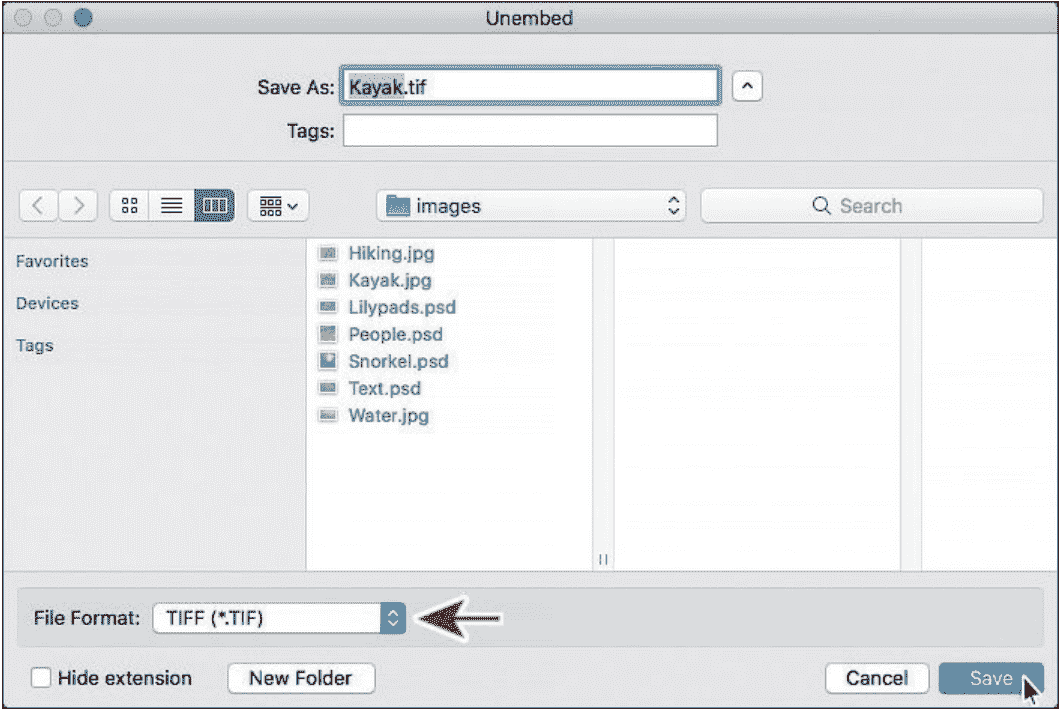 Unembed
Save As: Kayak.tif
Tags:
images
Search
Favorites
Devices
Tags
Hiking.jpg
Kayak.jpg
Lilypads.psd
People.psd
Snorkel.psd
Text.psd
Water.jpg
File Format: TIFF (*.TIF)
Hide extension
New Folder
Cancel
Save